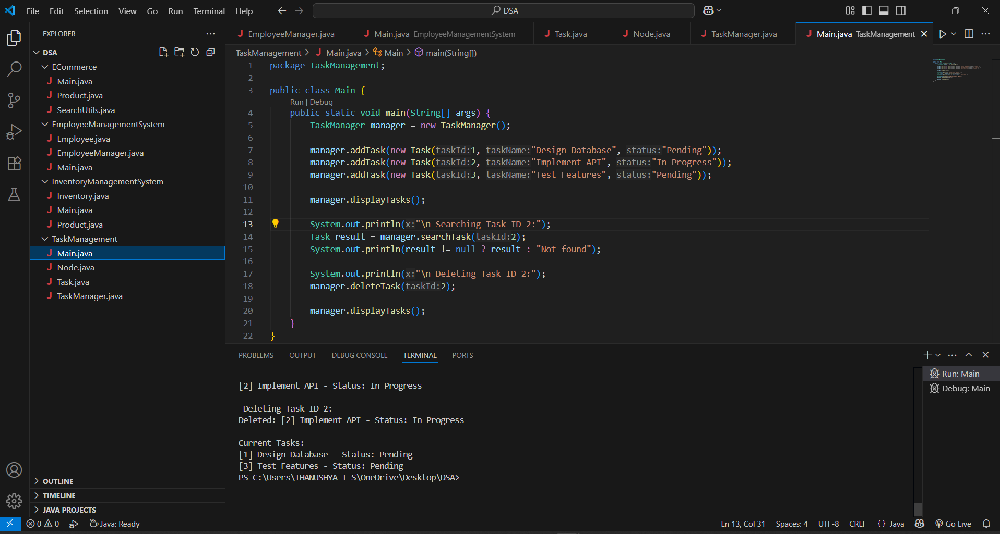 File Edit Selection View Go Run Terminal Help
DSA
EXPLORER
DSA
ECommerce
Main.java
Product.java
SearchUtils.java
EmployeeManagementSystem
Employee.java
EmployeeManager.java
Main.java
InventoryManagementSystem
Inventory.java
Main.java
Product.java
TaskManagement
Main.java
Node.java
Task.java
TaskManager.java
OUTLINE
TIMELINE
JAVA PROJECTS
EmployeeManager.java Main.java EmployeeManagementSystem Task.java Node.java TaskManager.java Main.java TaskManagement
TaskManagement > Main.java > Main > main(String[])
1 package TaskManagement;
2
3 public class Main {
Run | Debug
4 public static void main(String[] args) {
5 TaskManager manager = new TaskManager();
6
7 manager.addTask(new Task(taskId:1, taskName:"Design Database", status:"Pending"));
8 manager.addTask(new Task(taskId:2, taskName:"Implement API", status:"In Progress"));
9 manager.addTask(new Task(taskId:3, taskName:"Test Features", status:"Pending"));
10
11 manager.displayTasks();
12
13 System.out.println(x:"\n Searching Task ID 2:");
14 Task result = manager.searchTask(taskId:2);
15 System.out.println(result != null ? result : "Not found");
16
17 System.out.println(x:"\n Deleting Task ID 2:");
18 manager.deleteTask(taskId:2);
19
20 manager.displayTasks();
21 }
22 }
PROBLEMS OUTPUT DEBUG CONSOLE TERMINAL PORTS
Run: Main
Debug: Main
[2] Implement API - Status: In Progress
Deleting Task ID 2:
Deleted: [2] Implement API - Status: In Progress
Current Tasks:
[1] Design Database - Status: Pending
[3] Test Features - Status: Pending
PS C:\Users\THANUSHYA T S\OneDrive\Desktop\DSA>
0 0 Java: Ready Ln 13, Col 31 Spaces: 4 UTF-8 CRLF {} Java Go Live